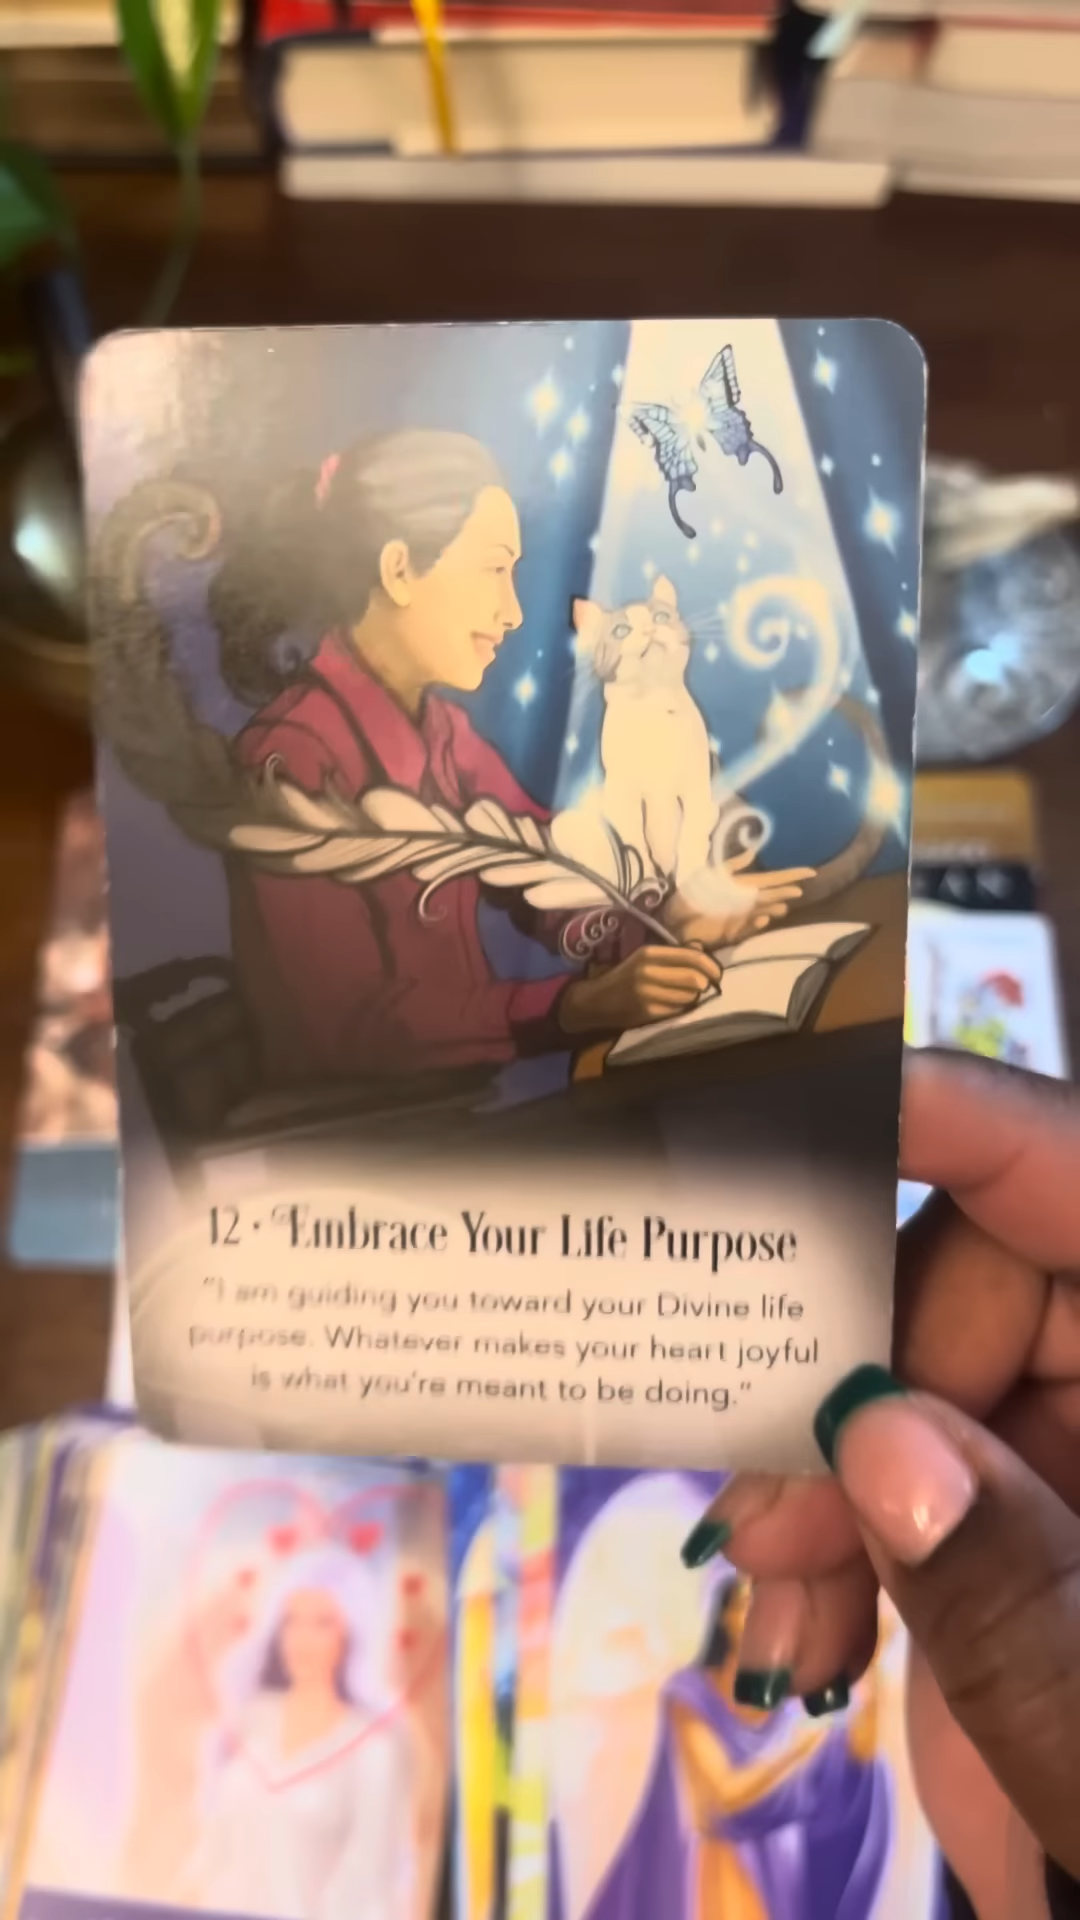 12 • Embrace Your Life Purpose
"I am guiding you toward your Divine life
purpose. Whatever makes your heart joyful
is what you're meant to be doing."